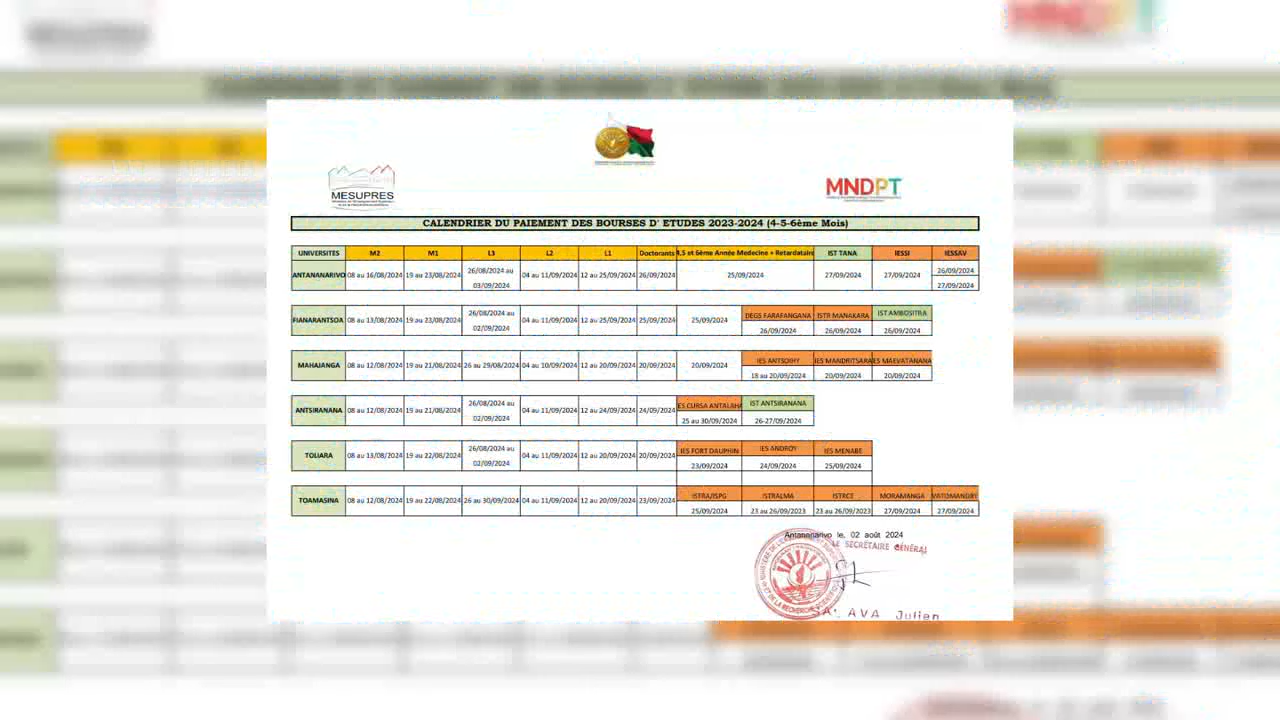 MESUPRES
MNDPT
CALENDRIER DU PAIEMENT DES BOURSES D' ETUDES 2023-2024 (4-5-6ème Mois)
UNIVERSITES M2 M1 L3 L2 L1 Doctorants 4,5 et 6ème Année Medecine + Retardataire IST TANA IESSI IESSAV
ANTANANARIVO 08 au 16/08/2024 19 au 23/08/2024 26/08/2024 au 03/09/2024 04 au 11/09/2024 12 au 25/09/2024 26/09/2024 25/09/2024 27/09/2024 27/09/2024 26/09/2024
27/09/2024
FIANARANTSOA 08 au 13/08/2024 19 au 23/08/2024 26/08/2024 au 02/09/2024 04 au 11/09/2024 12 au 25/09/2024 25/09/2024 25/09/2024 DEGS FARAFANGANA ISTR MANAKARA IST AMBOSITRA
26/09/2024 26/09/2024 26/09/2024
MAHAJANGA 08 au 12/08/2024 19 au 21/08/2024 26 au 29/08/2024 04 au 10/09/2024 12 au 20/09/2024 20/09/2024 20/09/2024 IES ANTSOIHY IES MANDRITSARA ES MAEVATANANA
18 au 20/09/2024 20/09/2024 20/09/2024
ANTSIRANANA 08 au 12/08/2024 19 au 21/08/2024 26/08/2024 au 02/09/2024 04 au 11/09/2024 12 au 24/09/2024 24/09/2024 ES CURSA ANTALAHA IST ANTSIRANANA
25 au 30/09/2024 26-27/09/2024
TOLIARA 08 au 13/08/2024 19 au 22/08/2024 26/08/2024 au 02/09/2024 04 au 11/09/2024 12 au 20/09/2024 20/09/2024 IES FORT DAUPHIN IES ANDROY IES MENABE
23/09/2024 24/09/2024 25/09/2024
TOAMASINA 08 au 12/08/2024 19 au 22/08/2024 26 au 30/09/2024 04 au 11/09/2024 12 au 20/09/2024 23/09/2024 ISTRA/ISPG ISTRALMA ISTRCE MORAMANGA VATOMANDRY
25/09/2024 23 au 26/09/2023 23 au 26/09/2023 27/09/2024 27/09/2024
Antananarivo le, 02 août 2024
LE SECRÉTAIRE GÉNÉRAL
AVA Julien